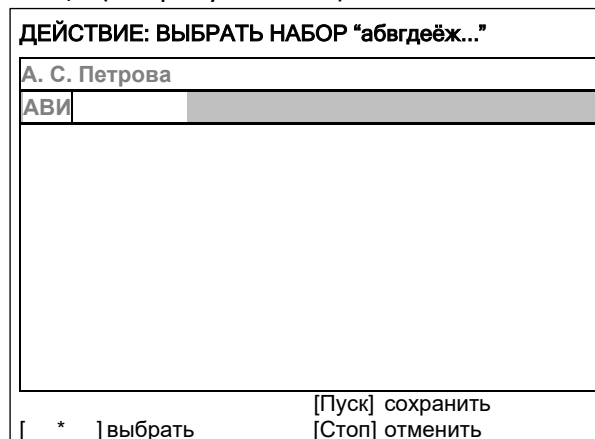 ДЕЙСТВИЕ: ВЫБРАТЬ НАБОР “абвгдеёж...”
А. С. Петрова
АВИ
[Пуск] сохранить
[ * ] выбрать [Стоп] отменить